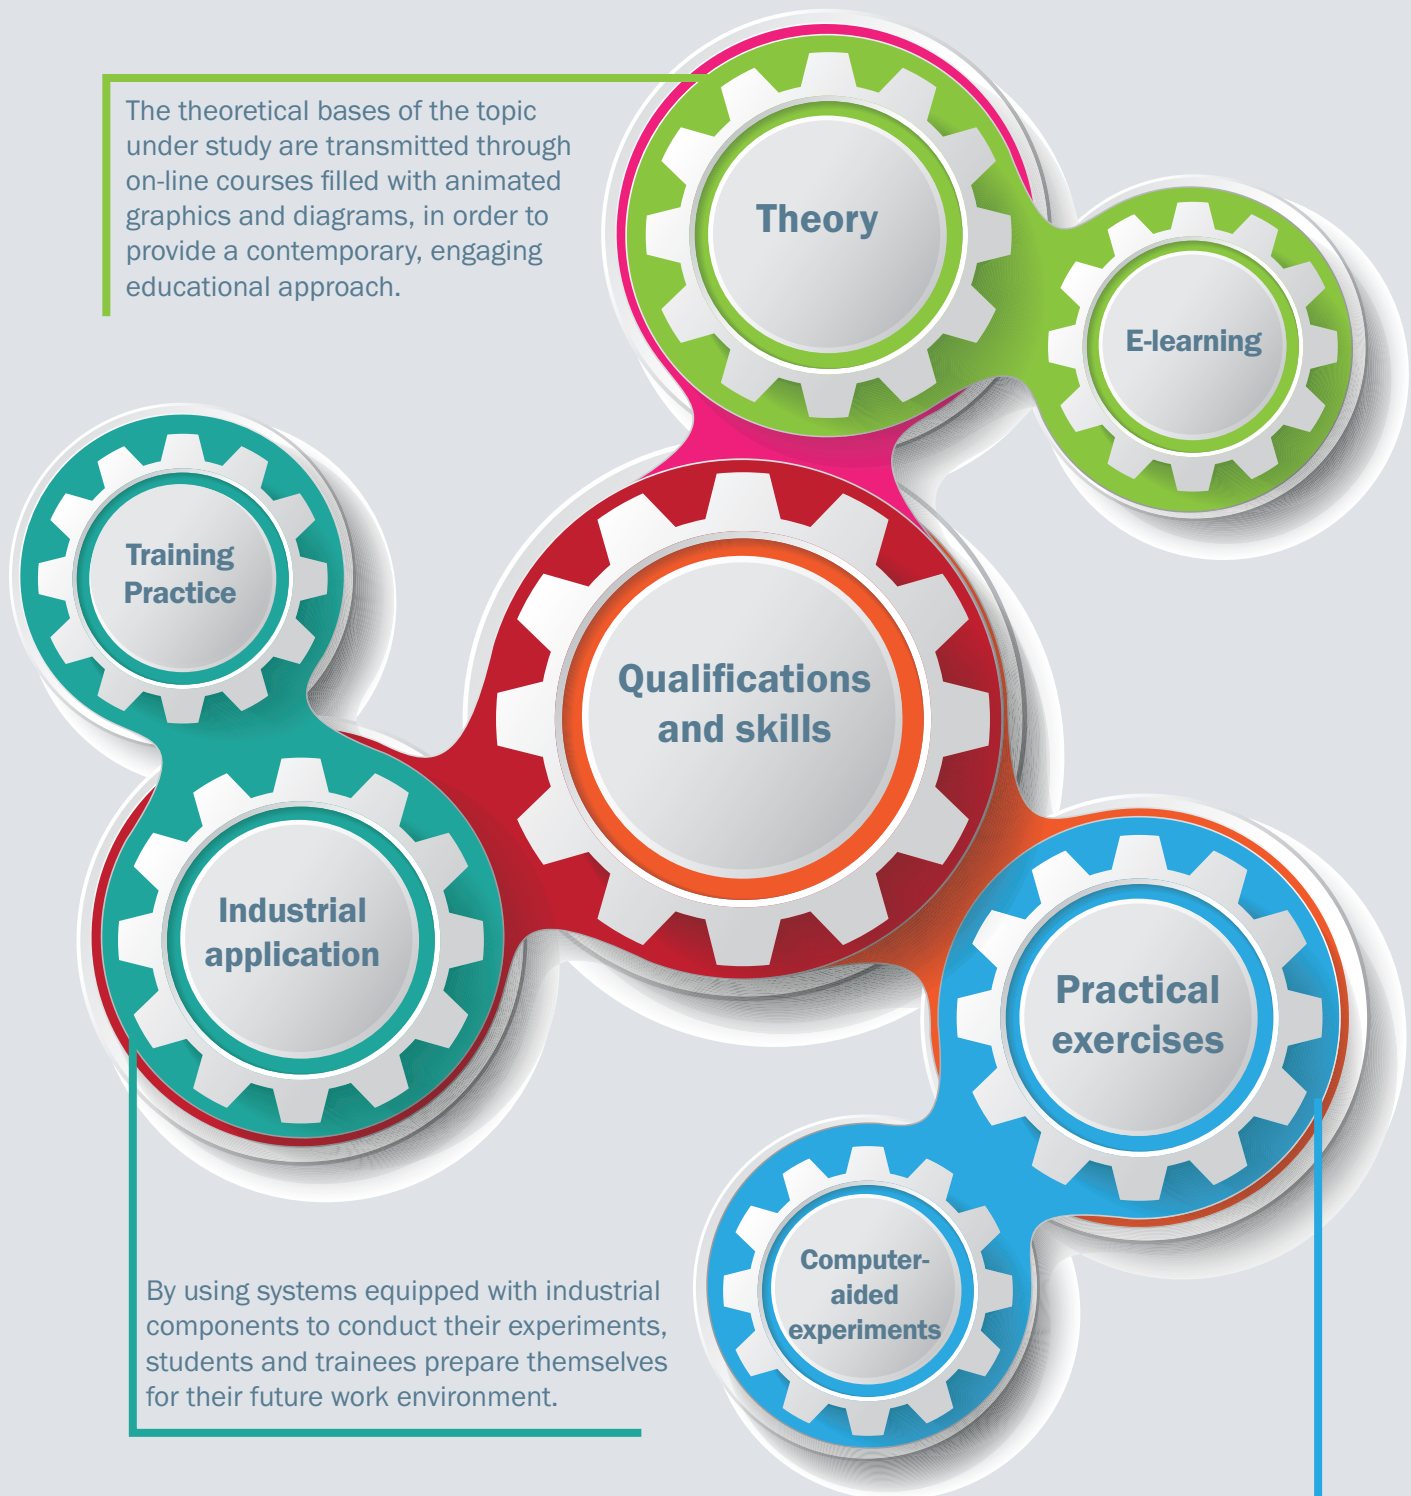 The theoretical bases of the topic
under study are transmitted through
on-line courses filled with animated
graphics and diagrams, in order to
provide a contemporary, engaging
educational approach.
Theory
E-learning
Training
Practice
Qualifications
and skills
Industrial
application
Practical
exercises
Computer-
aided
experiments
By using systems equipped with industrial
components to conduct their experiments,
students and trainees prepare themselves
for their future work environment.